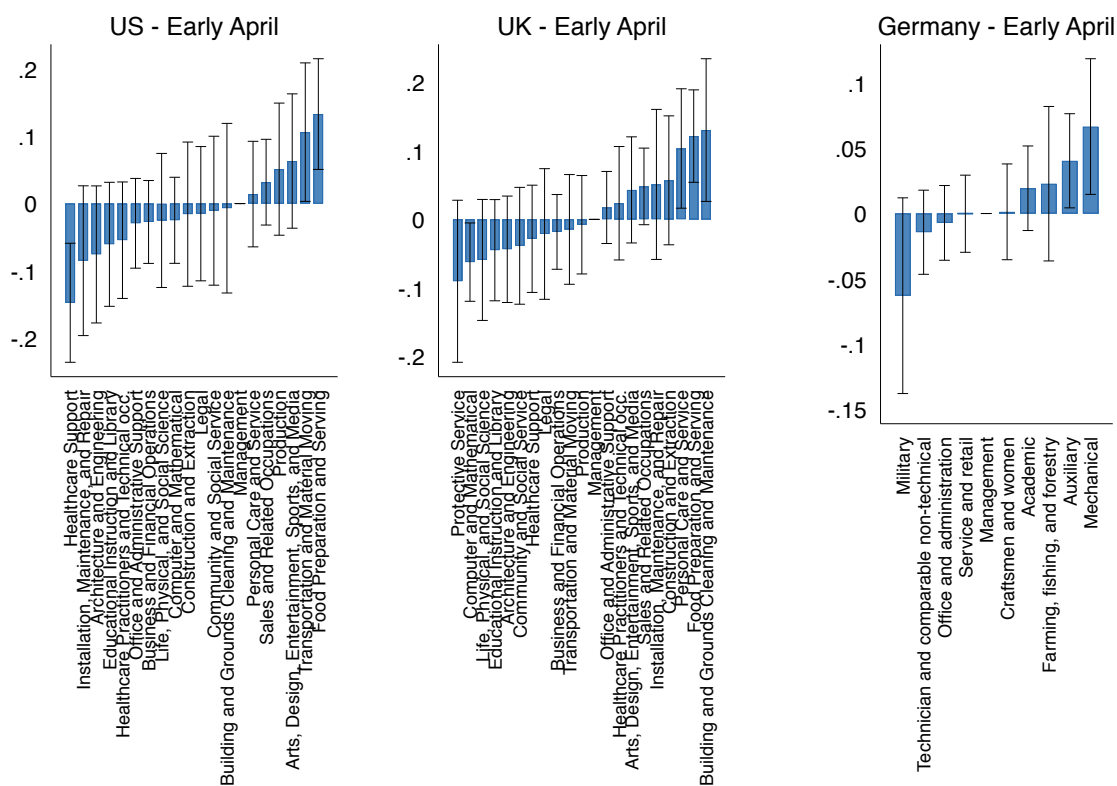 US - Early April
.2
.1
0
-.1
-.2
Healthcare Support
Installation, Maintenance, and Repair
Architecture and Engineering
Educational Instruction and Library
Healthcare Practitioners and Technical occ.
Office and Administrative Support
Business and Financial Operations
Life, Physical, and Social Science
Computer and Mathematical
Construction and Extraction
Legal
Community and Social Service
Building and Grounds Cleaning and Maintenance
Management
Personal Care and Service
Sales and Related Occupations
Production
Arts, Design, Entertainment, Sports, and Media
Transportation and Material Moving
Food Preparation and Serving
UK - Early April
.2
.1
0
-.1
-.2
Protective Service
Computer and Mathematical
Life, Physical, and Social Science
Educational Instruction and Library
Architecture and Engineering
Community and Social Service
Healthcare Support
Legal
Business and Financial Operations
Transportation and Material Moving
Production
Management
Office and Administrative Support
Healthcare Practitioners and Technical occ.
Arts, Design, Entertainment, Sports, and Media
Sales and Related Occupations
Installation, Maintenance, and Repair
Construction and Extraction
Personal Care and Service
Food Preparation and Serving
Building and Grounds Cleaning and Maintenance
Germany - Early April
.1
.05
0
-.05
-.1
-.15
Military
Technician and comparable non-technical
Office and administration
Service and retail
Management
Craftsmen and women
Academic
Farming, fishing, and forestry
Auxiliary
Mechanical